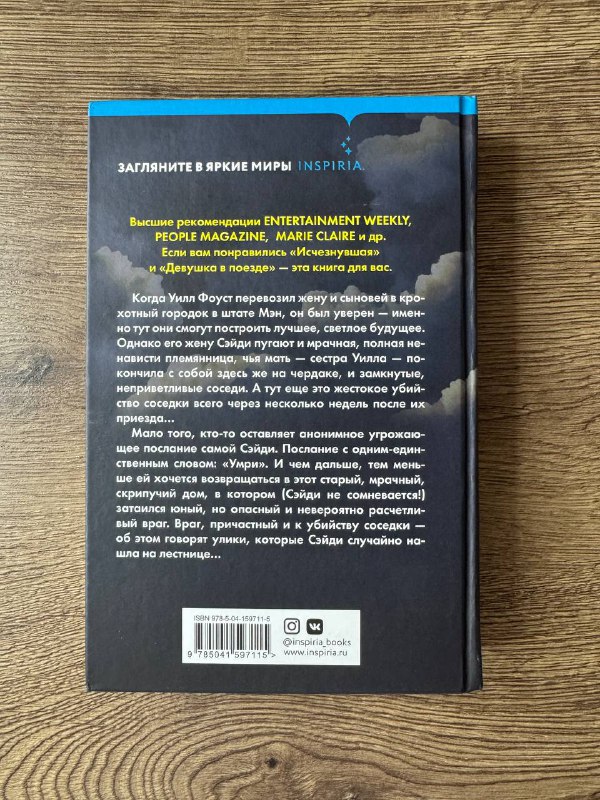 ЗАГЛЯНИТЕ В ЯРКИЕ МИРЫ INSPIRIA
Высшие рекомендации ENTERTAINMENT WEEKLY,
PEOPLE MAGAZINE, MARIE CLAIRE и др.
Если вам понравились «Исчезнувшая»
и «Девушка в поезде» — эта книга для вас.
Когда Уилл Фоуст перевозил жену и сыновей в кро-
хотный городок в штате Мэн, он был уверен — имен-
но тут они смогут построить лучшее, светлое будущее.
Однако его жену Сэйди пугают и мрачная, полная не-
нависти племянница, чья мать — сестра Уилла — по-
кончила с собой здесь же на чердаке, и замкнутые,
неприветливые соседи. А тут еще это жестокое убий-
ство соседки всего через несколько недель после их
приезда...
Мало того, кто-то оставляет анонимное угрожаю-
щее послание самой Сэйди. Послание с одним-един-
ственным словом: «Умри». И чем дальше, тем мень-
ше ей хочется возвращаться в этот старый, мрачный,
скрипучий дом, в котором (Сэйди не сомневается!)
затаился юный, но опасный и невероятно расчетли-
вый враг. Враг, причастный и к убийству соседки —
об этом говорят улики, которые Сэйди случайно на-
шла на лестнице...
ISBN 978-5-04-159711-5
9 785041 597115 >
@inspiria_books
www.inspiria.ru